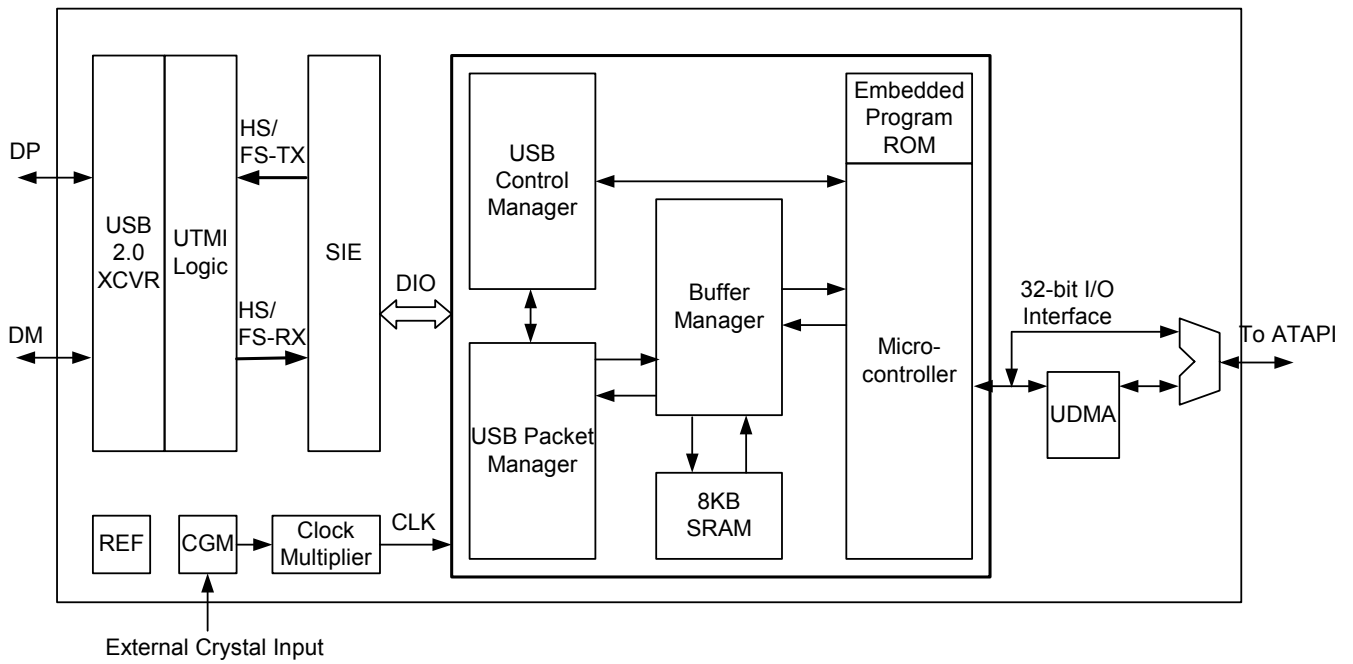 DP
DM
USB
2.0
XCVR
UTMI
Logic
HS/
FS-TX
HS/
FS-RX
SIE
DIO
USB
Control
Manager
USB Packet
Manager
Buffer
Manager
8KB
SRAM
Embedded
Program
ROM
Micro-
controller
32-bit I/O
Interface
UDMA
To ATAPI
REF
CGM
Clock
Multiplier
CLK
External Crystal Input